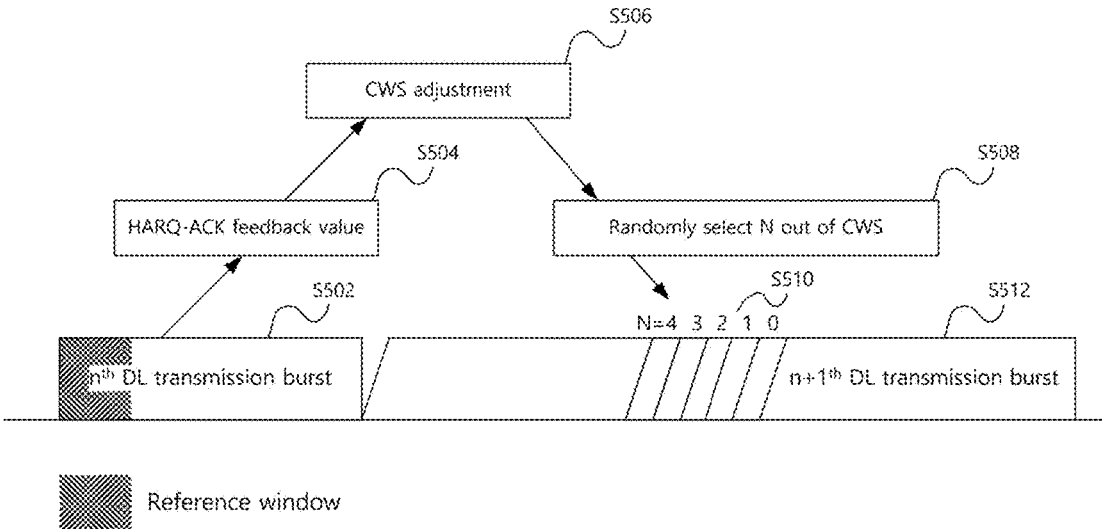 S506
CWS adjustment
S504
S508
HARQ-ACK feedback value
Randomly select N out of CWS
S502
S510
S512
N=4 3 2 1 0
nth DL transmission burst
n+1th DL transmission burst
Reference window